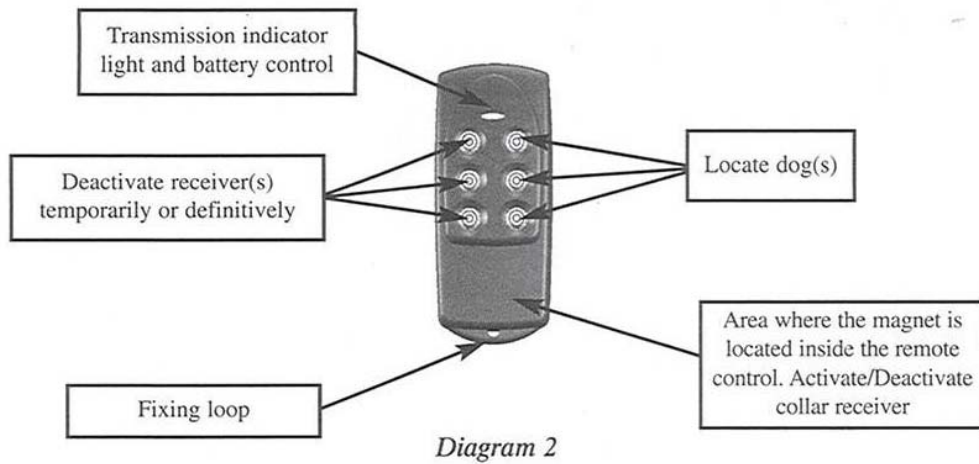 Transmission indicator
light and battery control
Deactivate receiver(s)
temporarily or definitively
Locate dog(s)
Area where the magnet is
located inside the remote
control. Activate/Deactivate
collar receiver
Fixing loop
Diagram 2